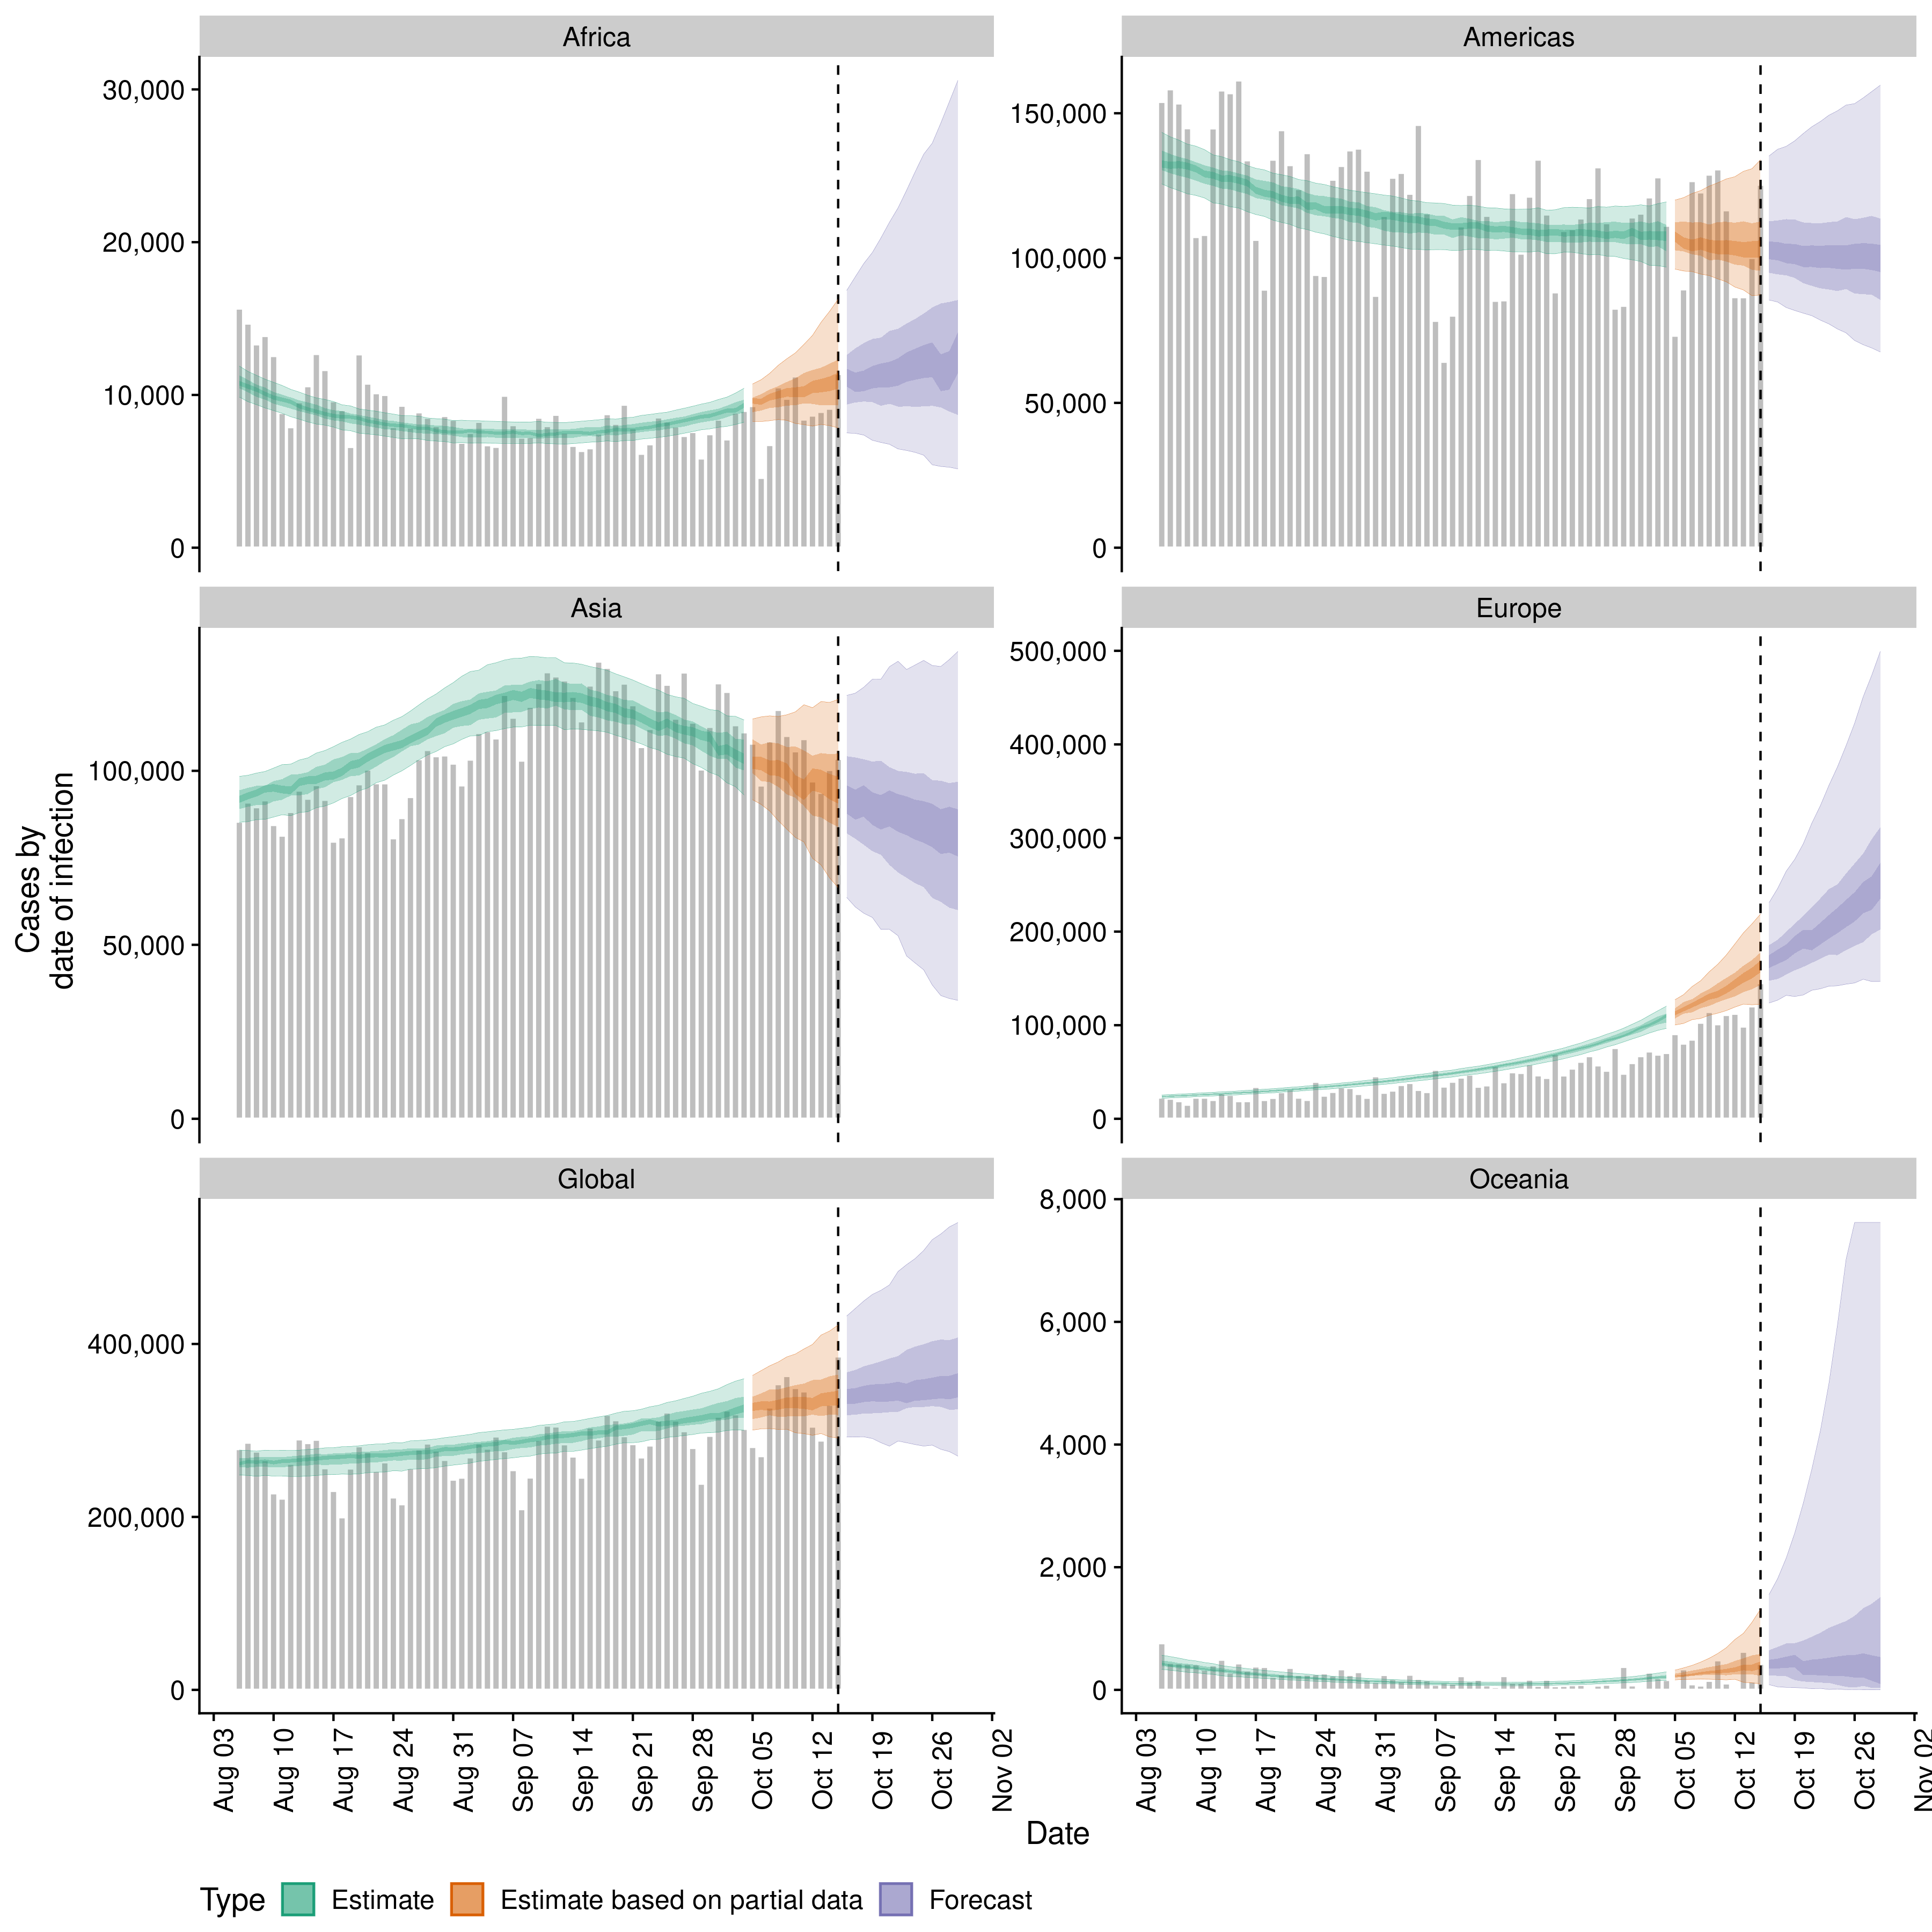 Africa
Americas
30,000
20,000
10,000
0
150,000
100,000
50,000
0
Asia
Europe
100,000
50,000
0
500,000
400,000
300,000
200,000
100,000
0
Cases by
date of infection
Global
Oceania
400,000
200,000
0
8,000
6,000
4,000
2,000
0
Aug 03
Aug 10
Aug 17
Aug 24
Aug 31
Sep 07
Sep 14
Sep 21
Sep 28
Oct 05
Oct 12
Oct 19
Oct 26
Nov 02
Aug 03
Aug 10
Aug 17
Aug 24
Aug 31
Sep 07
Sep 14
Sep 21
Sep 28
Oct 05
Oct 12
Oct 19
Oct 26
Nov 02
Date
Type Estimate Estimate based on partial data Forecast